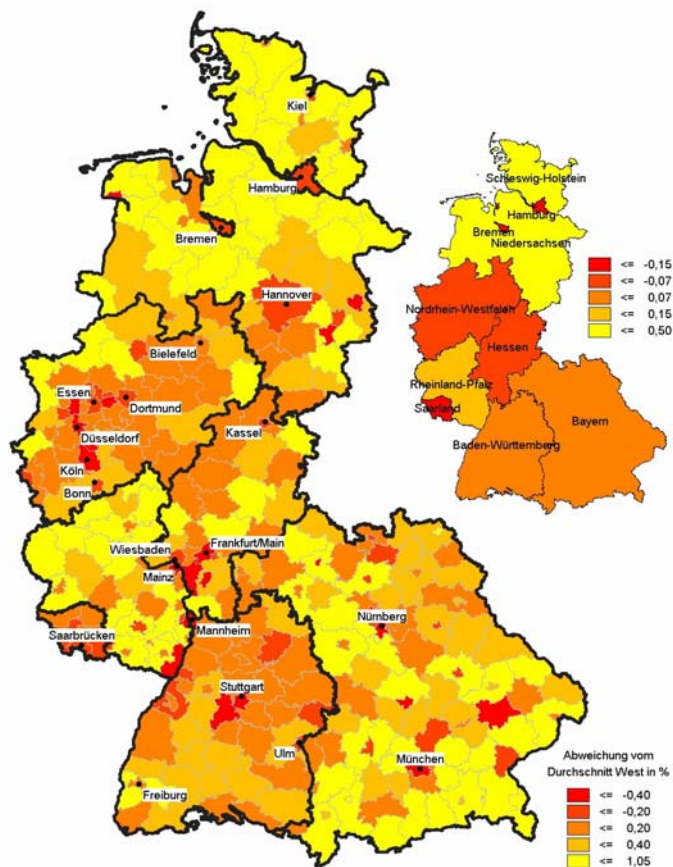 Kiel
Hamburg
Bremen
Hannover
Bielefeld
Essen
Dortmund
Düsseldorf
Kassel
Köln
Bonn
Wiesbaden
Frankfurt/Main
Mainz
Saarbrücken
Mannheim
Nürnberg
Stuttgart
Ulm
München
Freiburg
Schleswig-Holstein
Hamburg
Bremen
Niedersachsen
Nordrhein-Westfalen
Hessen
Rheinland-Pfalz
Saarland
Bayern
Baden-Württemberg
<= -0,15
<= -0,07
<= 0,07
<= 0,15
<= 0,50
Abweichung vom
Durchschnitt West in %
<= -0,40
<= -0,20
<= 0,20
<= 0,40
<= 1,05